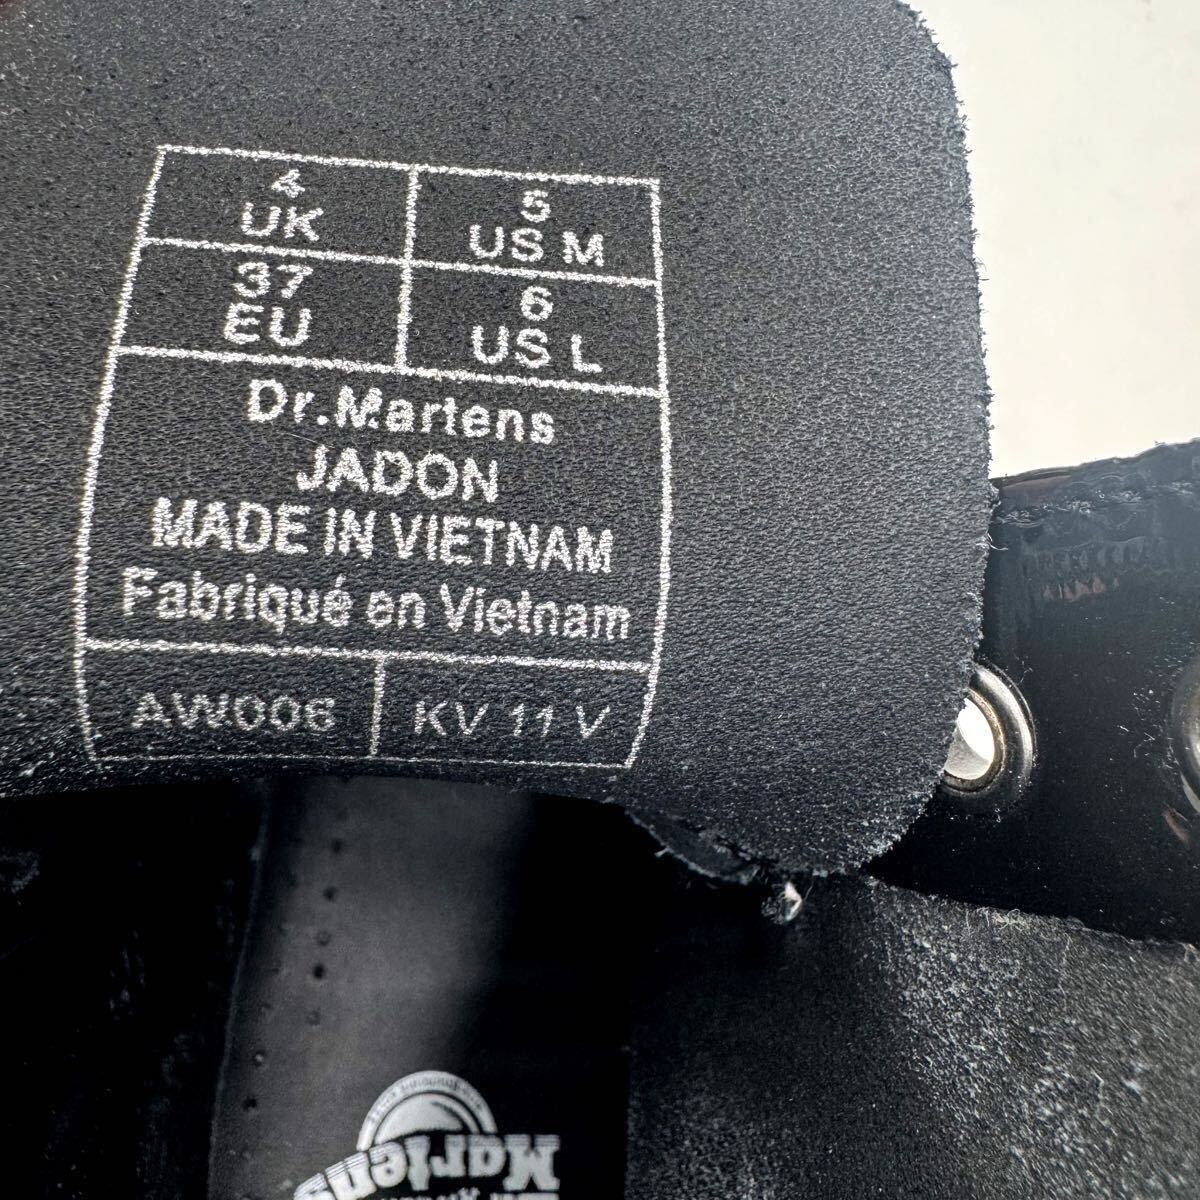 4
UK
5
US M
37
EU
6
US L
Dr.Martens
JADON
MADE IN VIETNAM
Fabriqué en Vietnam
AW006
KV 11 V
Martens